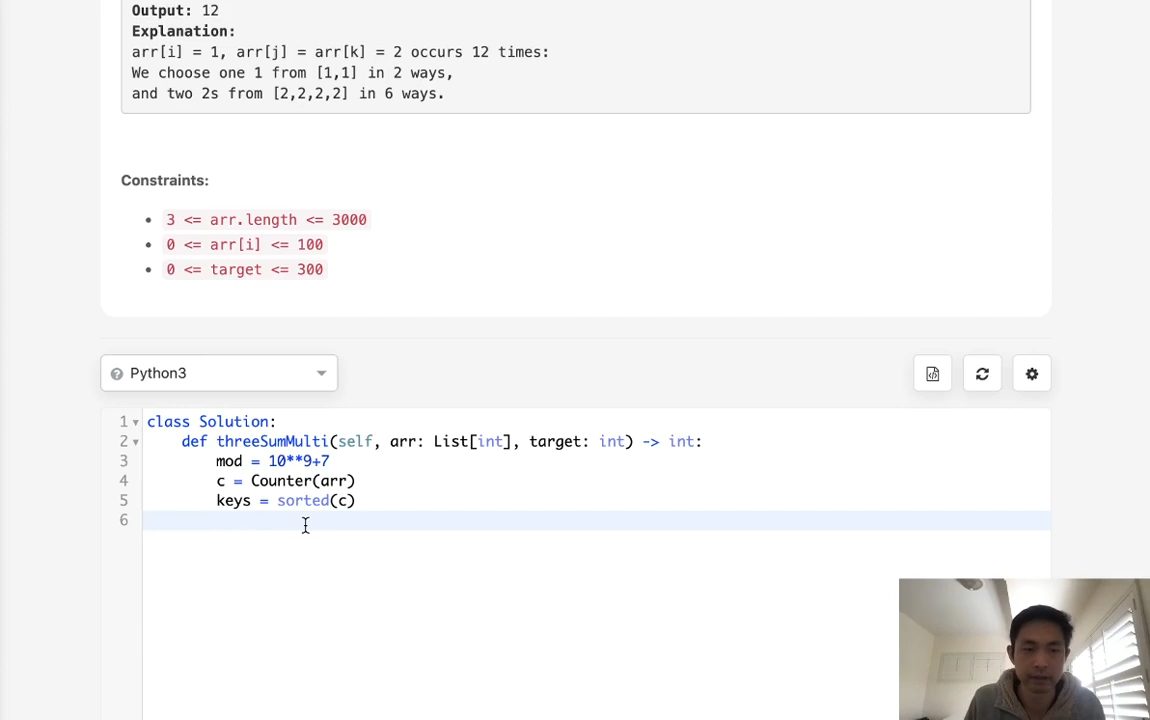 Output: 12
Explanation:
arr[i] = 1, arr[j] = arr[k] = 2 occurs 12 times:
We choose one 1 from [1,1] in 2 ways,
and two 2s from [2,2,2,2] in 6 ways.
Constraints:
• 3 <= arr.length <= 3000
• 0 <= arr[i] <= 100
• 0 <= target <= 300
Python3
1 class Solution:
2     def threeSumMulti(self, arr: List[int], target: int) -> int:
3         mod = 10**9+7
4         c = Counter(arr)
5         keys = sorted(c)
6